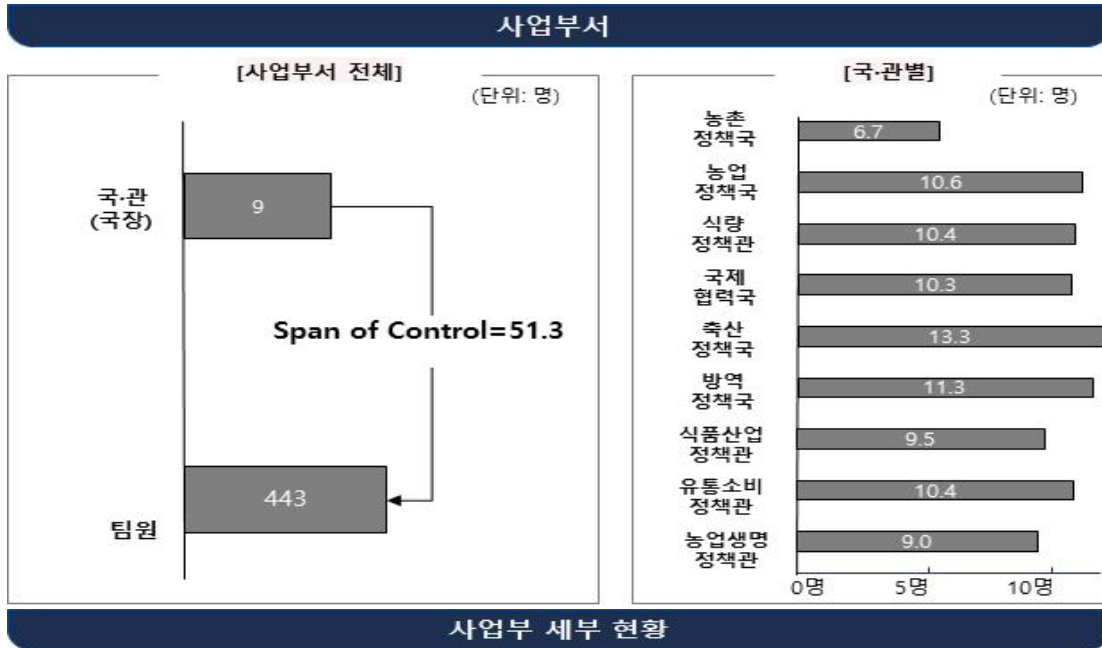 사업부서
[사업부서 전체]
(단위: 명)
국·관
(국장)
9
Span of Control=51.3
443
팀원
[국·관별]
(단위: 명)
농촌
정책국
6.7
농업
정책국
10.6
식량
정책관
10.4
국제
협력국
10.3
축산
정책국
13.3
방역
정책국
11.3
식품산업
정책관
9.5
유통소비
정책관
10.4
농업생명
정책관
9.0
0명 5명 10명
사업부 세부 현황